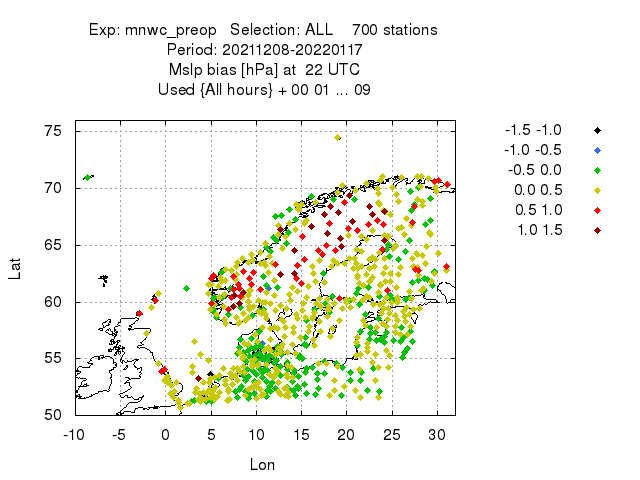 Exp: mnwc_preop   Selection: ALL    700 stations
Period: 20211208-20220117
Mslp bias [hPa] at  22 UTC
Used {All hours} + 00 01 ... 09
75
70
65
60
55
50
Lat
-10 -5 0 5 10 15 20 25 30
Lon
-1.5 -1.0
-1.0 -0.5
-0.5 0.0
0.0 0.5
0.5 1.0
1.0 1.5